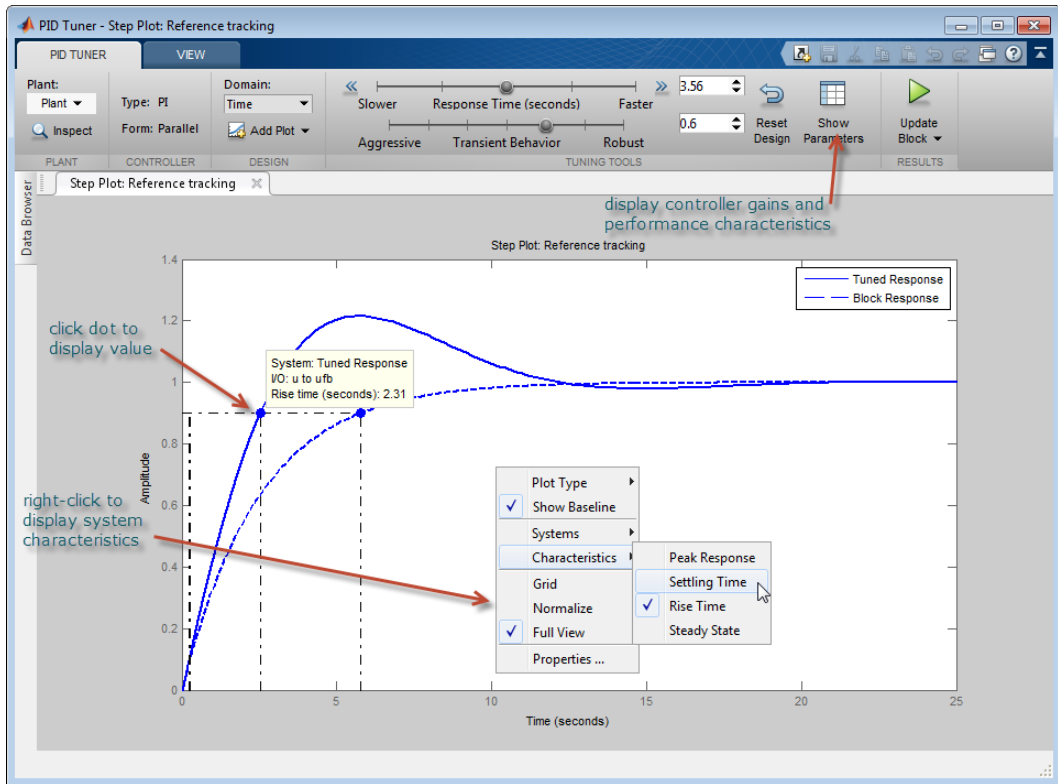 PID Tuner - Step Plot: Reference tracking
PID TUNER
VIEW
Plant:
Plant
Inspect
PLANT
Type: PI
Form: Parallel
CONTROLLER
Domain:
Time
Add Plot
DESIGN
Slower
Response Time (seconds)
Faster
3.56
Aggressive
Transient Behavior
Robust
0.6
Reset
Design
Show
Parameters
TUNING TOOLS
Update
Block
RESULTS
Data Browser
Step Plot: Reference tracking
display controller gains and
performance characteristics
Step Plot: Reference tracking
Tuned Response
Block Response
click dot to
display value
System: Tuned Response
I/O: u to ufb
Rise time (seconds): 2.31
right-click to
display system
characteristics
Amplitude
1.4
1.2
1
0.8
0.6
0.4
0.2
0
0
5
10
15
20
25
Time (seconds)
Plot Type
Show Baseline
Systems
Characteristics
Grid
Normalize
Full View
Properties ...
Peak Response
Settling Time
Rise Time
Steady State